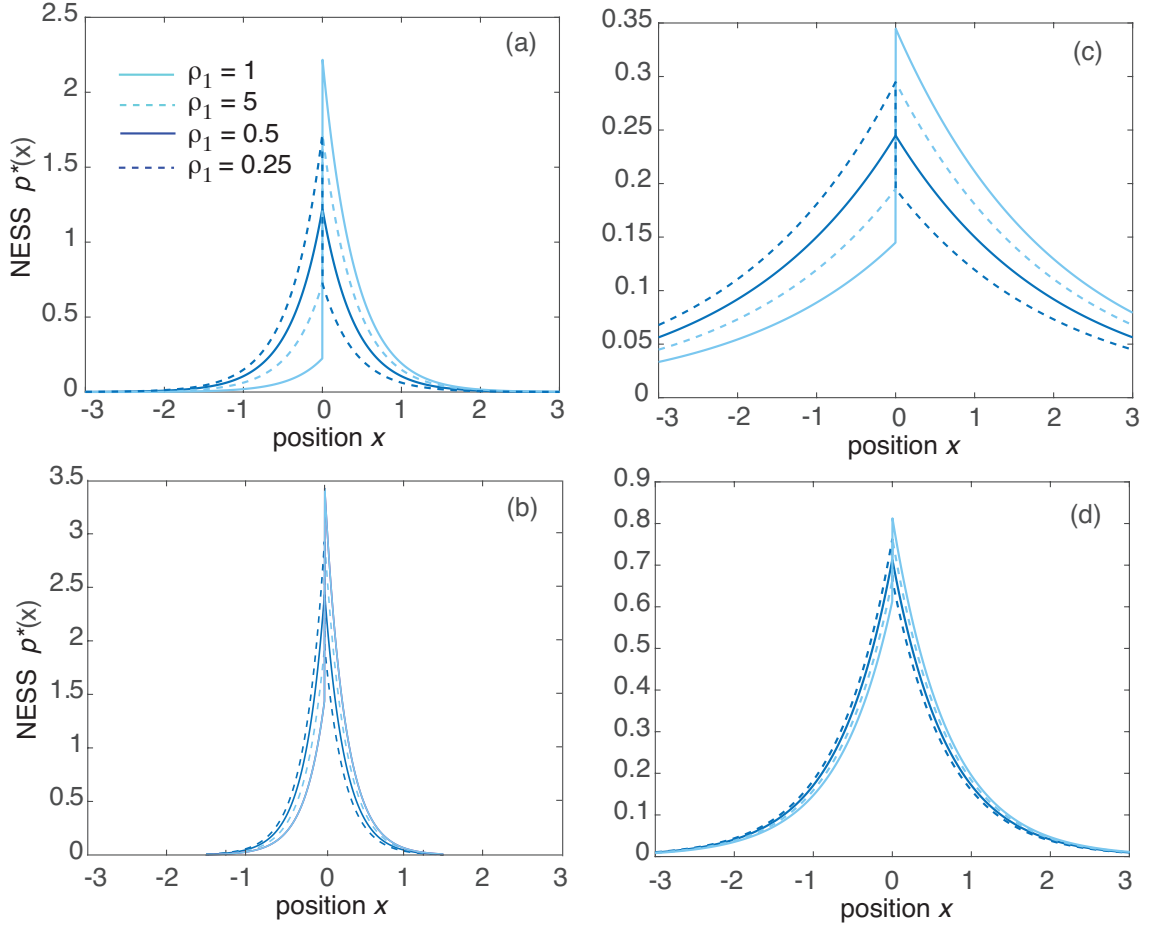 (a)
2.5
2
1.5
1
0.5
0
NESS p*(x)
ρ1 = 1
ρ1 = 5
ρ1 = 0.5
ρ1 = 0.25
-3 -2 -1 0 1 2 3
position x
(c)
0.35
0.3
0.25
0.2
0.15
0.1
0.05
0
-3 -2 -1 0 1 2 3
position x
(b)
3.5
3
2.5
2
1.5
1
0.5
0
NESS p*(x)
-3 -2 -1 0 1 2 3
position x
(d)
0.9
0.8
0.7
0.6
0.5
0.4
0.3
0.2
0.1
0
-3 -2 -1 0 1 2 3
position x